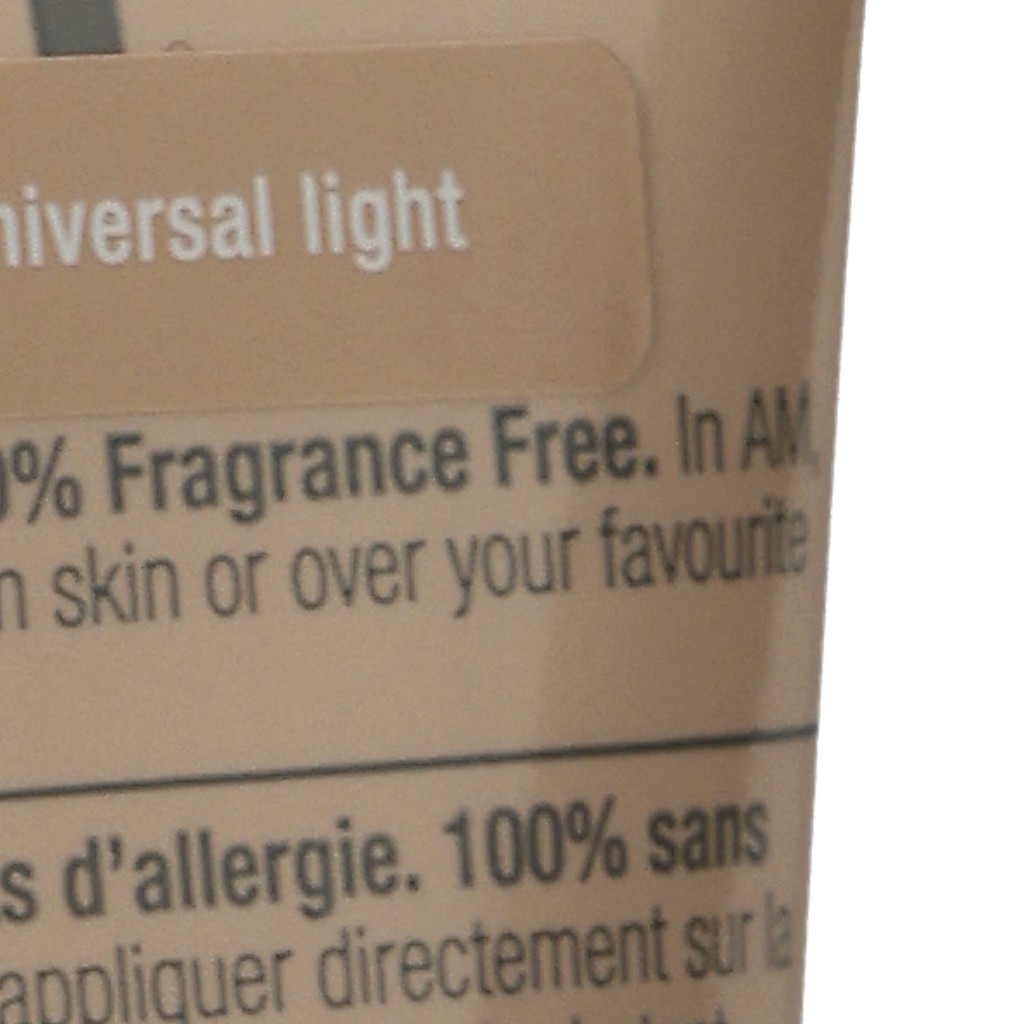 niversal light
0% Fragrance Free. In AM,
n skin or over your favourite
s d'allergie. 100% sans
appliquer directement sur la